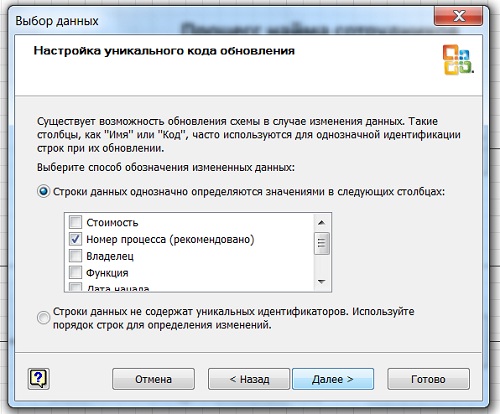 Процесс найма сотрудников
Выбор данных
Настройка уникального кода обновления
Существует возможность обновления схемы в случае изменения данных. Такие
столбцы, как "Имя" или "Код", часто используются для однозначной идентификации
строк при их обновлении.
Выберите способ обозначения измененных данных:
Строки данных однозначно определяются значениями в следующих столбцах:
Стоимость
Номер процесса (рекомендовано)
Владелец
Функция
Дата начала
Строки данных не содержат уникальных идентификаторов. Используйте
порядок строк для определения изменений.
?
Отмена
< Назад
Далее >
Готово